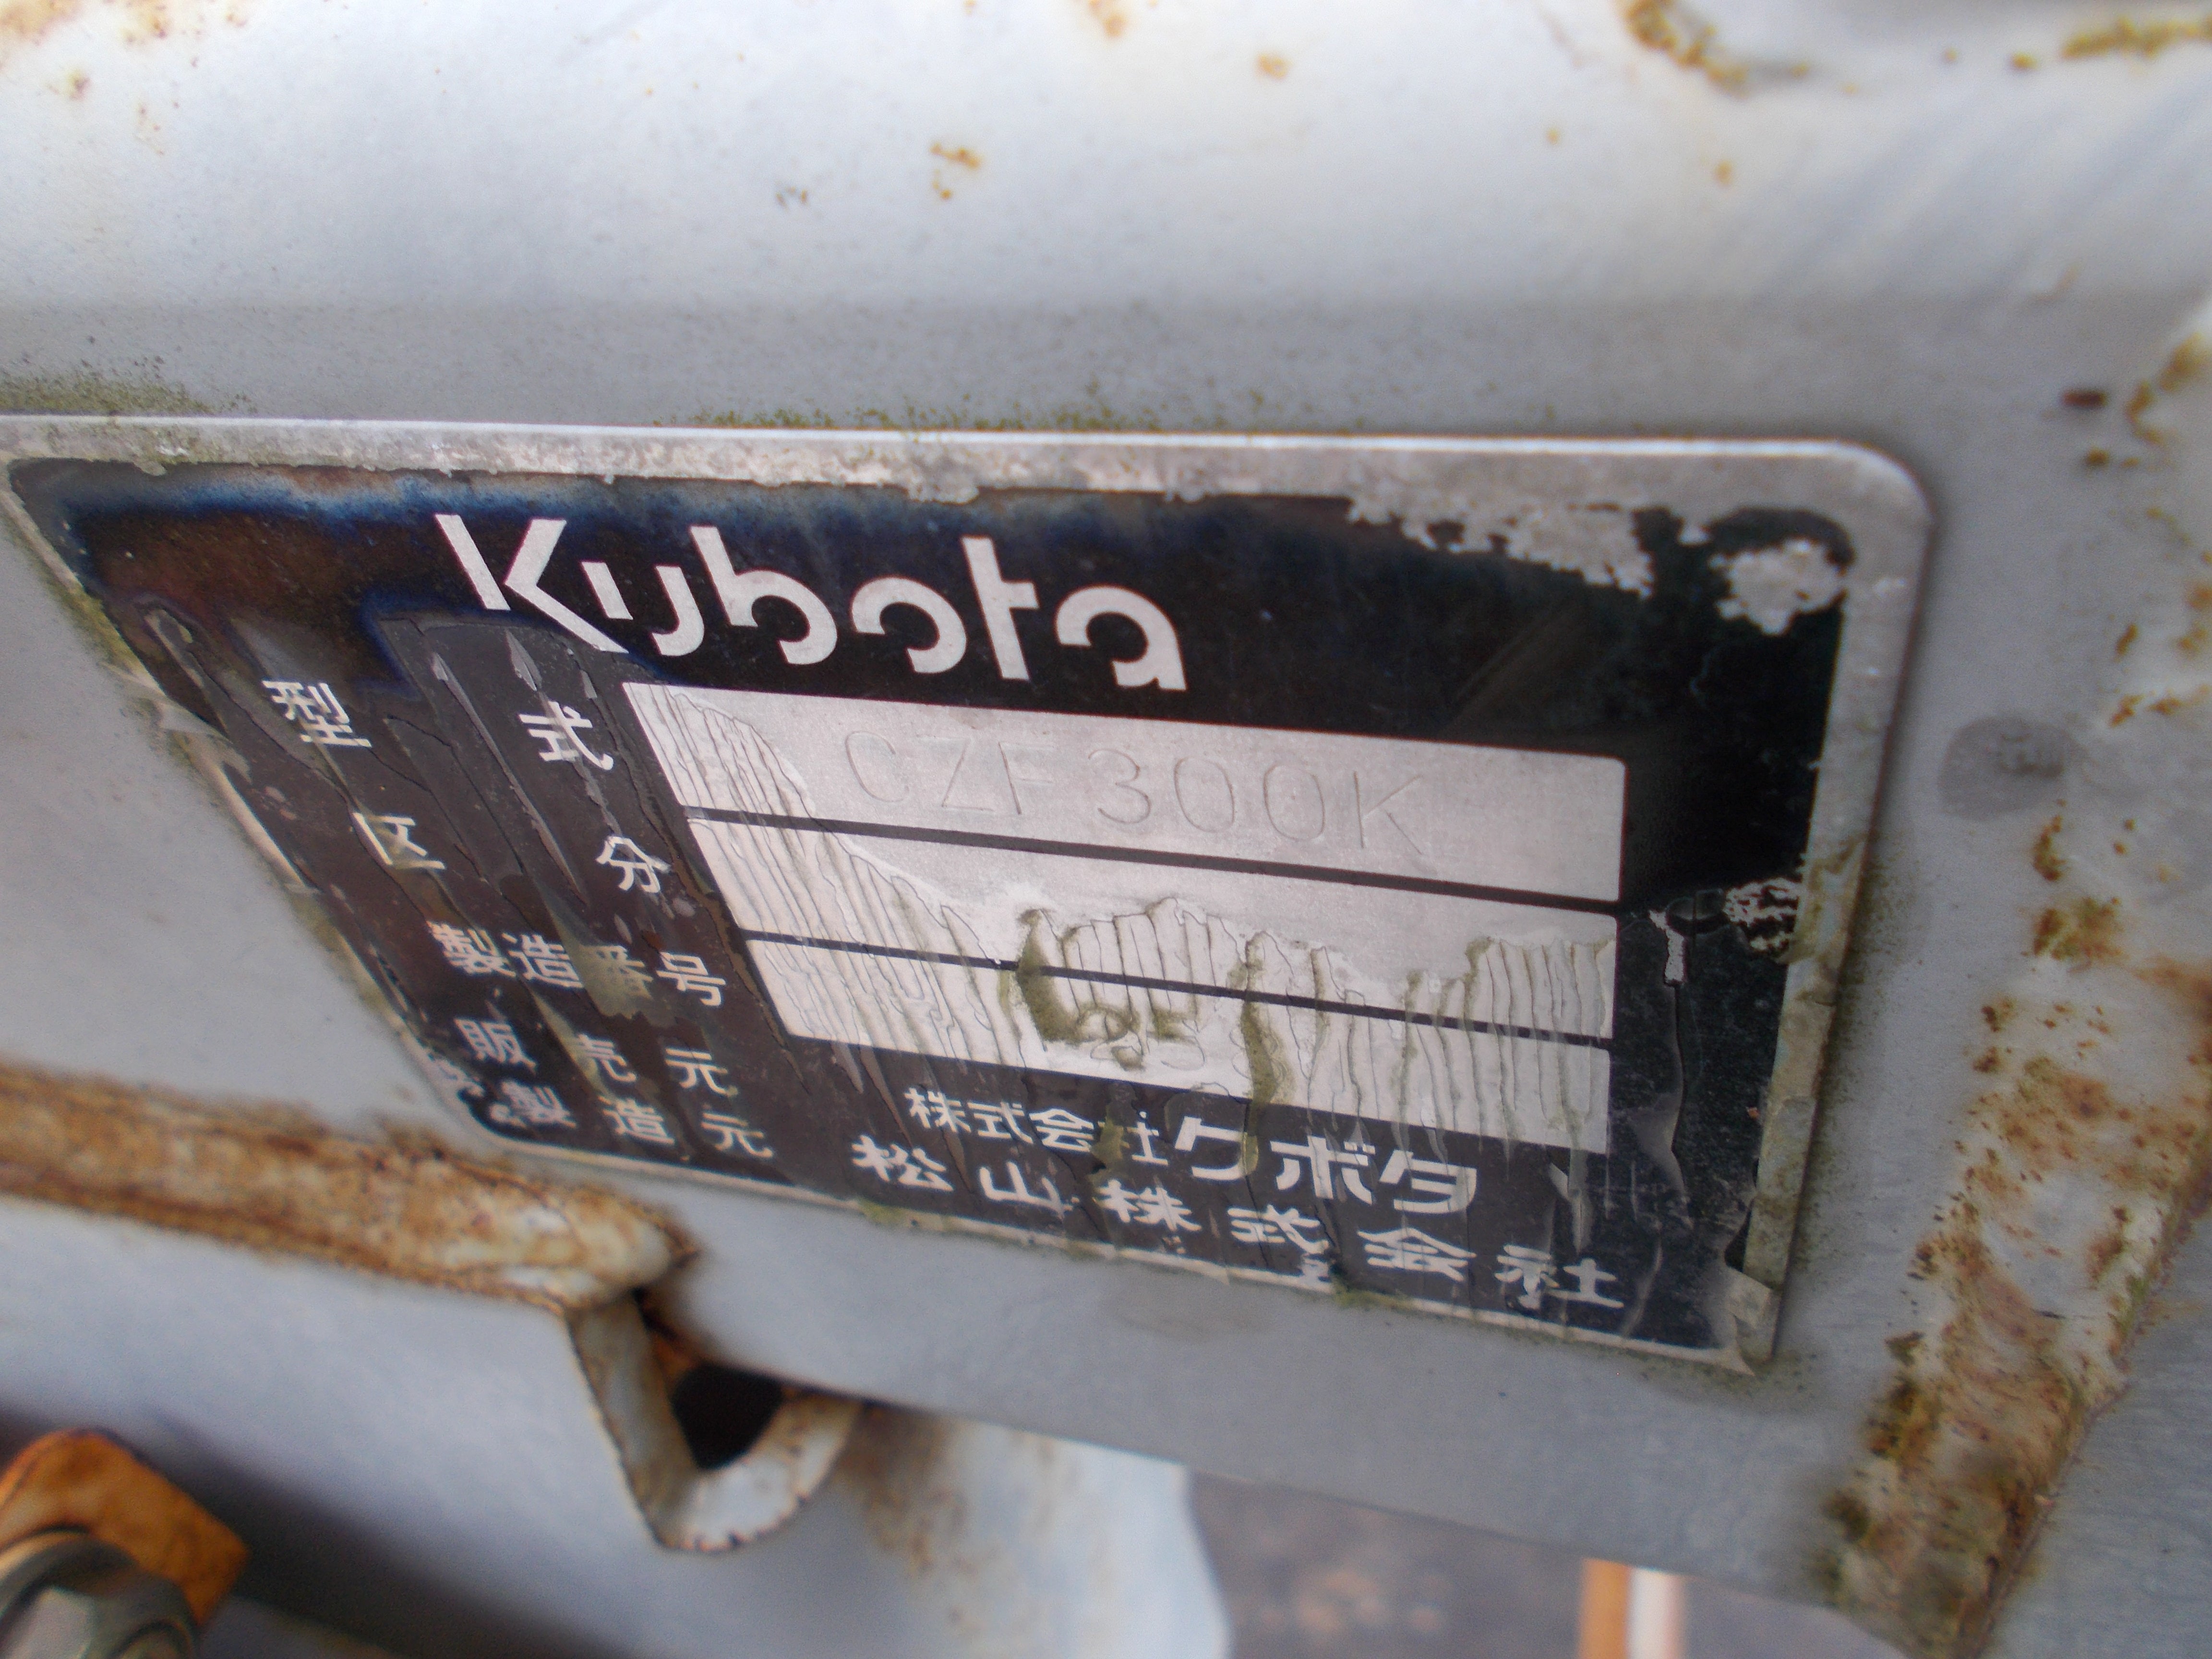 Kubota
型式 CZF300K
区分
製造番号
販売元 株式会社クボタ
製造元 松山株式会社